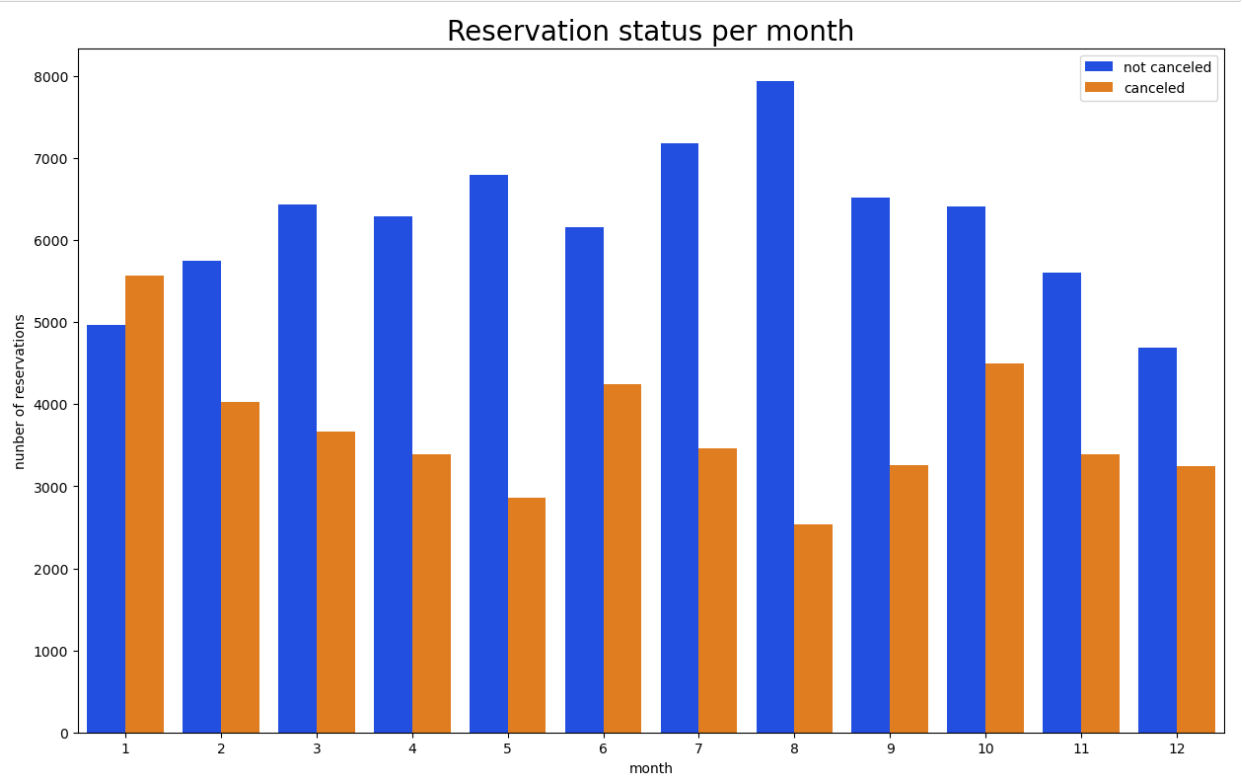 Reservation status per month
not canceled
canceled
8000
7000
6000
5000
4000
3000
2000
1000
0
nunber of reservations
1 2 3 4 5 6 7 8 9 10 11 12
month